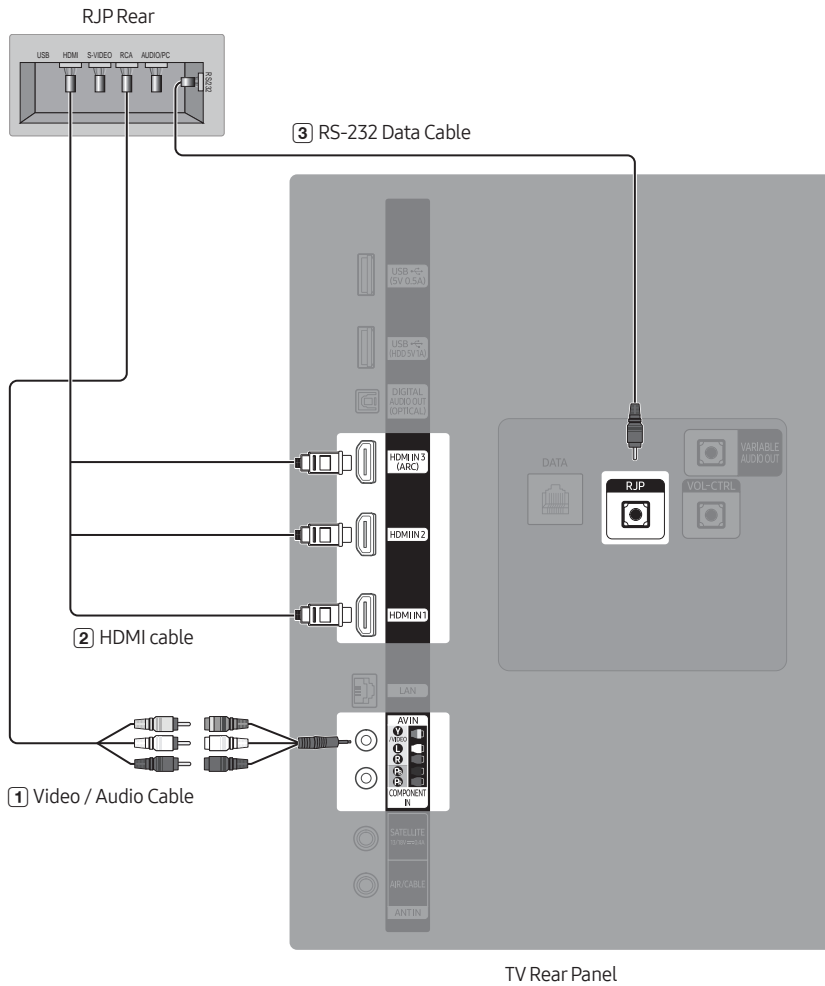 RJP Rear
USB HDMI S-VIDEO RCA AUDIO/PC
RS232
3 RS-232 Data Cable
USB
(5V 0.5A)
USB
(HDD 5V 1A)
DIGITAL
AUDIO OUT
(OPTICAL)
HDMI IN 3
(ARC)
DATA
VARIABLE
AUDIO OUT
RJP
VOL-CTRL
HDMI IN 2
HDMI IN 1
2 HDMI cable
LAN
AV IN
Y
/VIDEO
L
R
PB
PR
COMPONENT
IN
1 Video / Audio Cable
SATELLITE
AIR/CABLE
ANT IN
TV Rear Panel